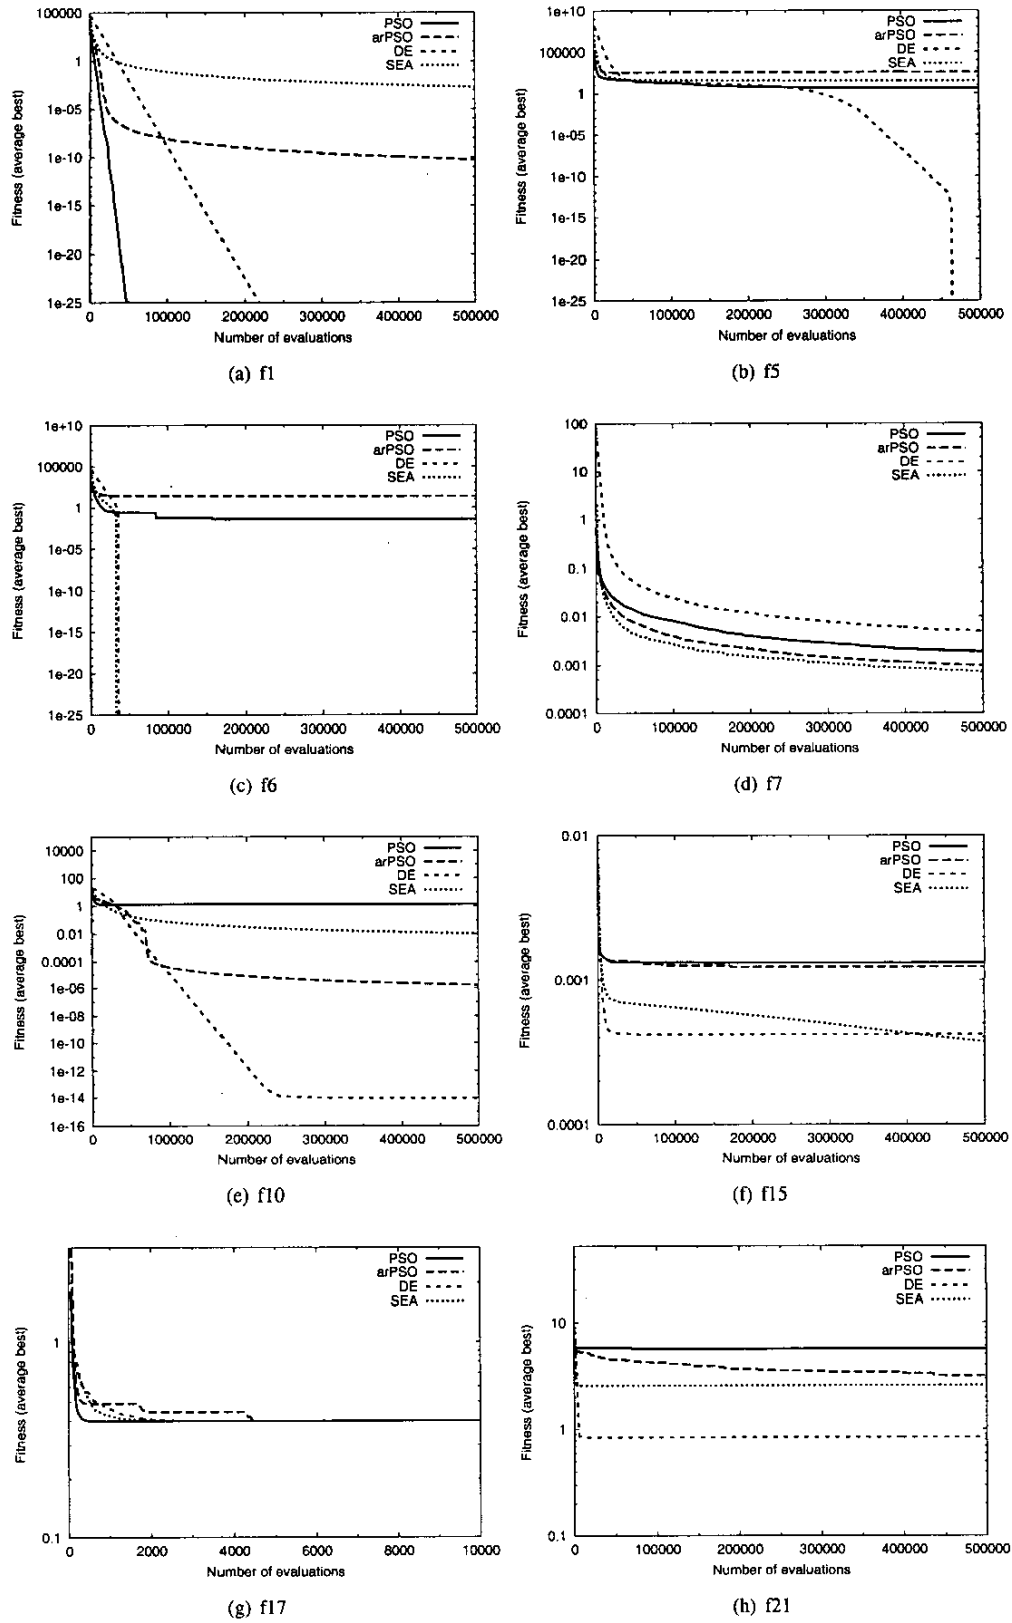 100000
1
1e-05
1e-10
1e-15
1e-20
1e-25
0 100000 200000 300000 400000 500000
Fitness (average best)
Number of evaluations
PSO
arPSO
DE
SEA
(a) f1
1e+10
100000
1
1e-05
1e-10
1e-15
1e-20
1e-25
0 100000 200000 300000 400000 500000
Fitness (average best)
Number of evaluations
PSO
arPSO
DE
SEA
(b) f5
1e+10
100000
1
1e-05
1e-10
1e-15
1e-20
1e-25
0 100000 200000 300000 400000 500000
Fitness (average best)
Number of evaluations
PSO
arPSO
DE
SEA
(c) f6
100
10
1
0.1
0.01
0.001
0.0001
0 100000 200000 300000 400000 500000
Fitness (average best)
Number of evaluations
PSO
arPSO
DE
SEA
(d) f7
10000
100
1
0.01
0.0001
1e-06
1e-08
1e-10
1e-12
1e-14
1e-16
0 100000 200000 300000 400000 500000
Fitness (average best)
Number of evaluations
PSO
arPSO
DE
SEA
(e) f10
0.01
0.001
0.0001
0 100000 200000 300000 400000 500000
Fitness (average best)
Number of evaluations
PSO
arPSO
DE
SEA
(f) f15
1
0.1
0 2000 4000 6000 8000 10000
Fitness (average best)
Number of evaluations
PSO
arPSO
DE
SEA
(g) f17
10
1
0.1
0 100000 200000 300000 400000 500000
Fitness (average best)
Number of evaluations
PSO
arPSO
DE
SEA
(h) f21